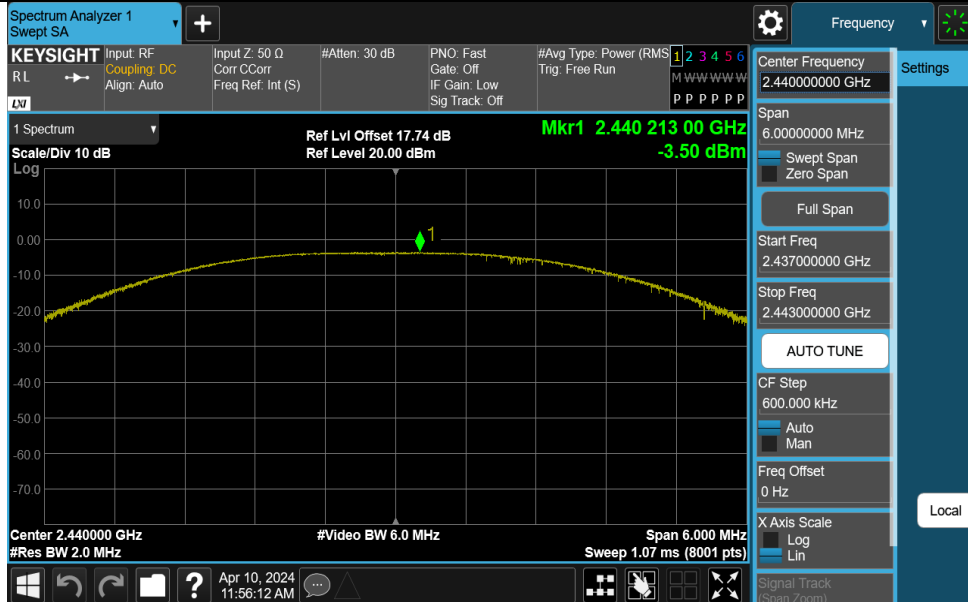 Spectrum Analyzer 1
Swept SA
+
Frequency
KEYSIGHT
R L
LXI
Input: RF
Coupling: DC
Align: Auto
Input Z: 50 Ω
Corr CCorr
Freq Ref: Int (S)
#Atten: 30 dB
PNO: Fast
Gate: Off
IF Gain: Low
Sig Track: Off
#Avg Type: Power (RMS
Trig: Free Run
1 2 3 4 5 6
M W W W W W
P P P P P P
1 Spectrum
Scale/Div 10 dB
Log
Ref Lvl Offset 17.74 dB
Ref Level 20.00 dBm
Mkr1 2.440 213 00 GHz
-3.50 dBm
1
10.0
0.00
-10.0
-20.0
-30.0
-40.0
-50.0
-60.0
-70.0
Center 2.440000 GHz
#Res BW 2.0 MHz
#Video BW 6.0 MHz
Span 6.000 MHz
Sweep 1.07 ms (8001 pts)
Center Frequency
2.440000000 GHz
Settings
Span
6.00000000 MHz
Swept Span
Zero Span
Full Span
Start Freq
2.437000000 GHz
Stop Freq
2.443000000 GHz
AUTO TUNE
CF Step
600.000 kHz
Auto
Man
Freq Offset
0 Hz
Local
X Axis Scale
Log
Lin
Signal Track
(Span Zoom)
?
Apr 10, 2024
11:56:12 AM